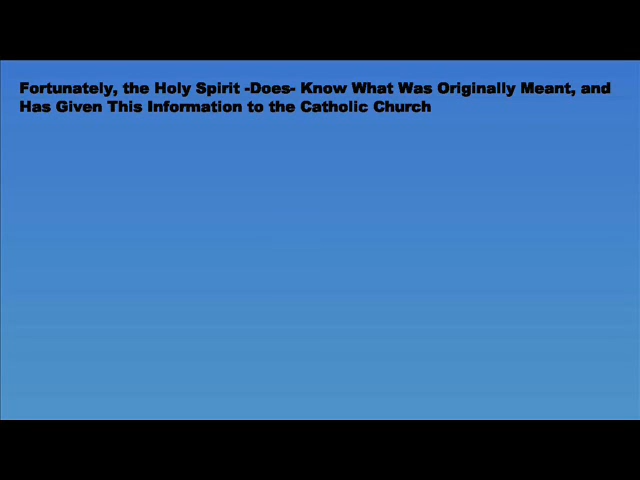 Fortunately, the Holy Spirit -Does- Know What Was Originally Meant, and
Has Given This Information to the Catholic Church